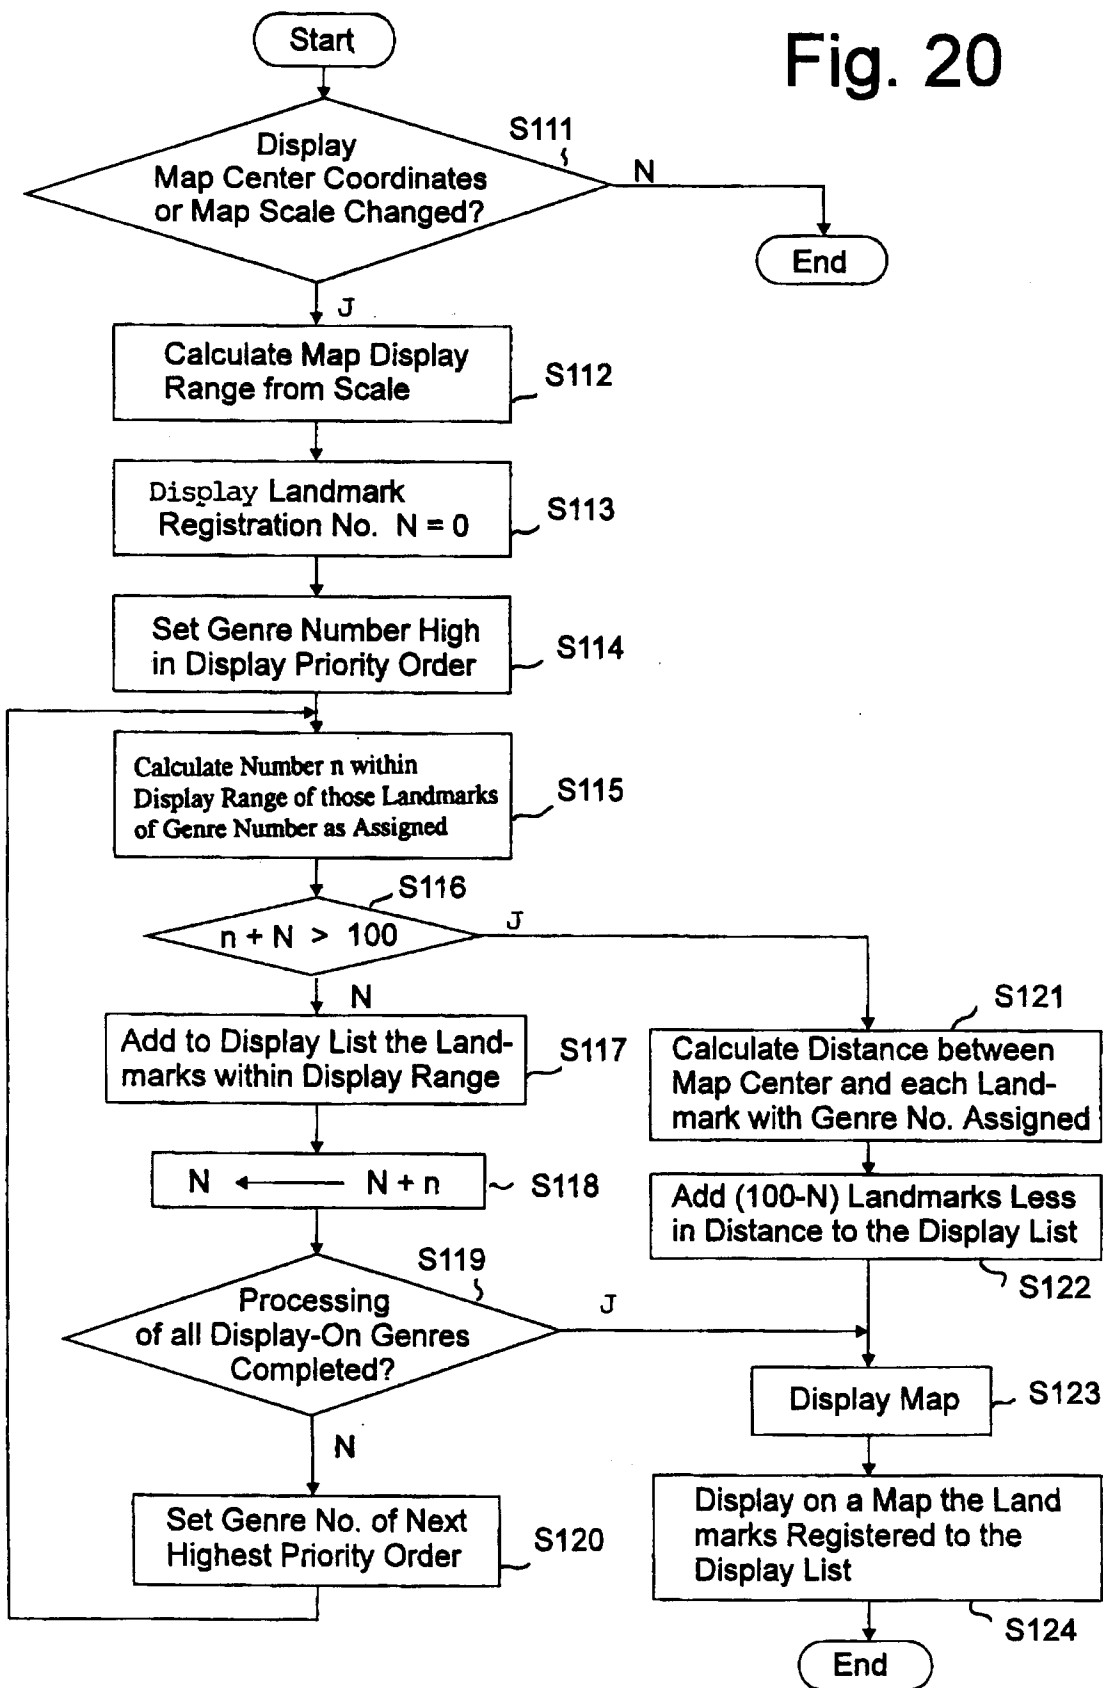 Fig. 20
Start
S111
Display
Map Center Coordinates
or Map Scale Changed?
N
End
J
Calculate Map Display
Range from Scale
S112
Display Landmark
Registration No. N = 0
S113
Set Genre Number High
in Display Priority Order
S114
Calculate Number n within
Display Range of those Landmarks
of Genre Number as Assigned
S115
S116
n + N > 100
J
N
Add to Display List the Land-
marks within Display Range
S117
N ← N + n
S118
S119
Processing
of all Display-On Genres
Completed?
J
N
Set Genre No. of Next
Highest Priority Order
S120
S121
Calculate Distance between
Map Center and each Land-
mark with Genre No. Assigned
Add (100-N) Landmarks Less
in Distance to the Display List
S122
Display Map
S123
Display on a Map the Land
marks Registered to the
Display List
S124
End